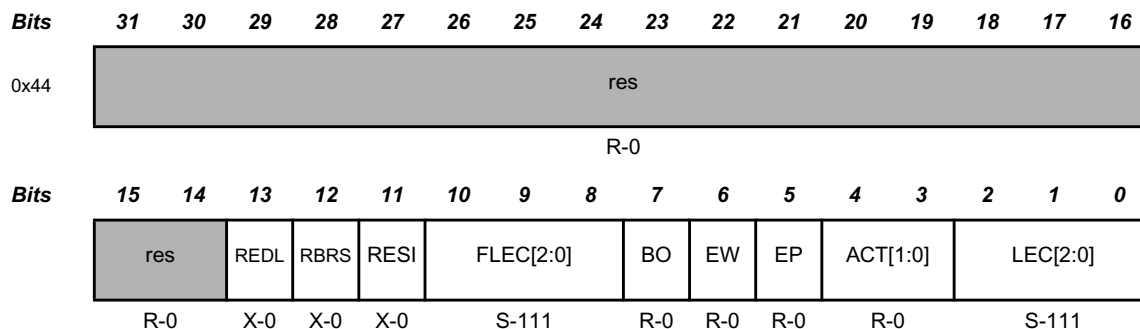 Bits 31 30 29 28 27 26 25 24 23 22 21 20 19 18 17 16
0x44 res
R-0
Bits 15 14 13 12 11 10 9 8 7 6 5 4 3 2 1 0
res REDL RBRS RESI FLEC[2:0] BO EW EP ACT[1:0] LEC[2:0]
R-0 X-0 X-0 X-0 S-111 R-0 R-0 R-0 R-0 S-111